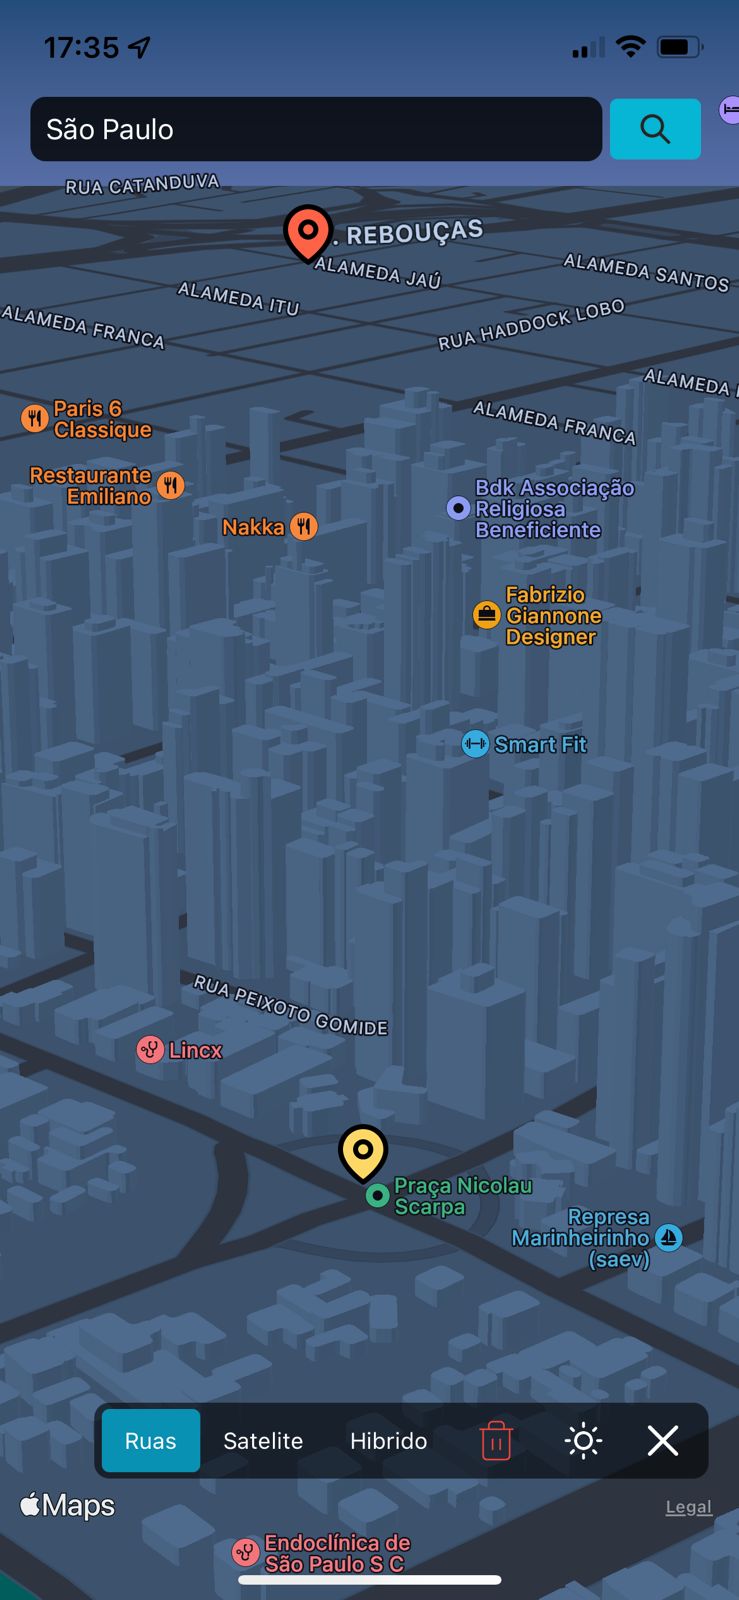 17:35
São Paulo
RUA CATANDUVA
. REBOUÇAS
ALAMEDA JAÚ
ALAMEDA SANTOS
ALAMEDA ITU
RUA HADDOCK LOBO
ALAMEDA FRANCA
ALAMEDA
ALAMEDA FRANCA
Paris 6
Classique
Restaurante
Emiliano
Nakka
Bdk Associação
Religiosa
Beneficiente
Fabrizio
Giannone
Designer
Smart Fit
RUA PEIXOTO GOMIDE
Lincx
Praça Nicolau
Scarpa
Represa
Marinheirinho
(saev)
Ruas
Satelite
Hibrido
Maps
Legal
Endoclínica de
São Paulo S C